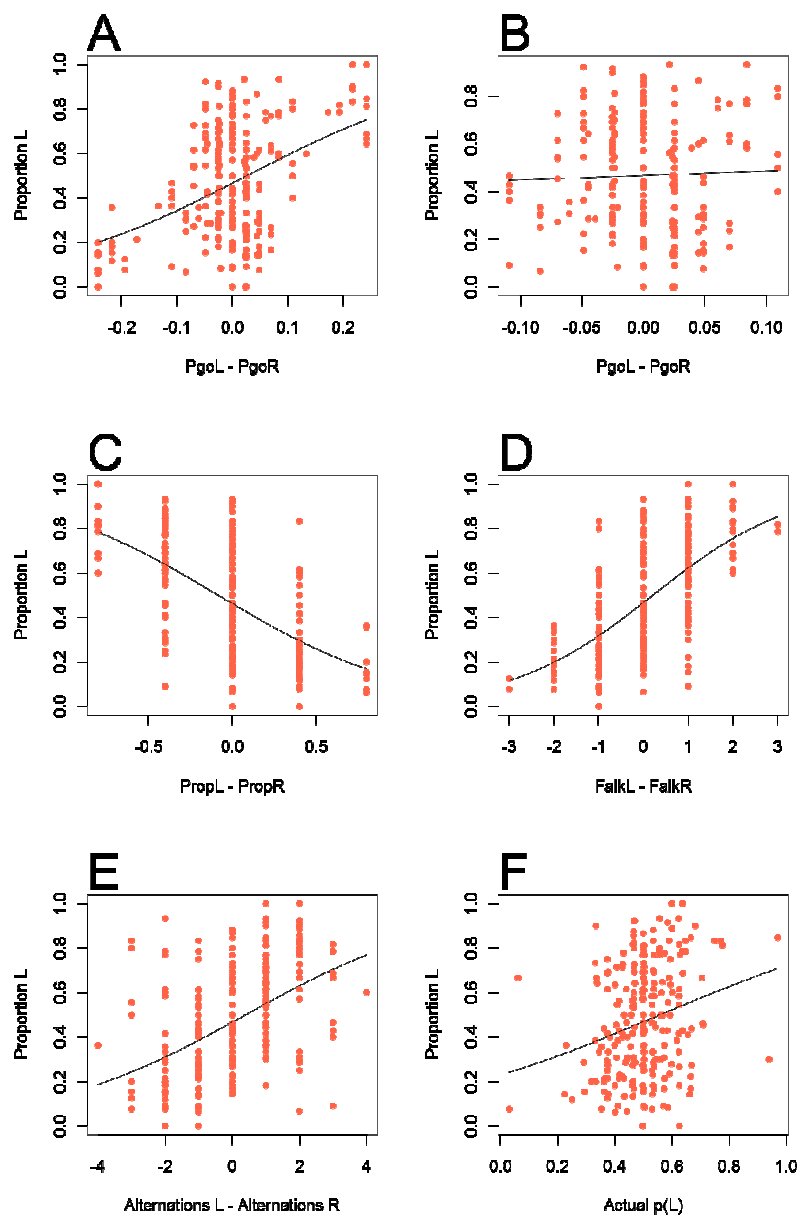 A
Proportion L
0.0 0.2 0.4 0.6 0.8 1.0
-0.2 -0.1 0.0 0.1 0.2
PgoL - PgoR
B
Proportion L
0.0 0.2 0.4 0.6 0.8
-0.10 -0.05 0.00 0.05 0.10
PgoL - PgoR
C
Proportion L
0.0 0.2 0.4 0.6 0.8 1.0
-0.5 0.0 0.5
PropL - PropR
D
Proportion L
0.0 0.2 0.4 0.6 0.8 1.0
-3 -2 -1 0 1 2 3
FalkL - FalkR
E
Proportion L
0.0 0.2 0.4 0.6 0.8 1.0
-4 -2 0 2 4
Alternations L - Alternations R
F
Proportion L
0.0 0.2 0.4 0.6 0.8 1.0
0.0 0.2 0.4 0.6 0.8 1.0
Actual p(L)